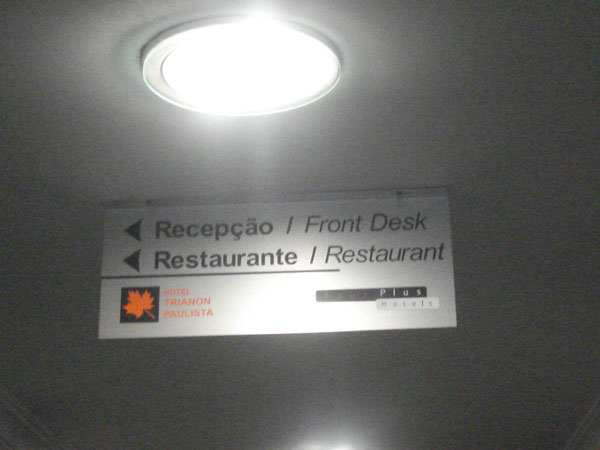 Recepção / Front Desk
Restaurante / Restaurant
HOTEL
TRIANON
PAULISTA
Plus
Hotels